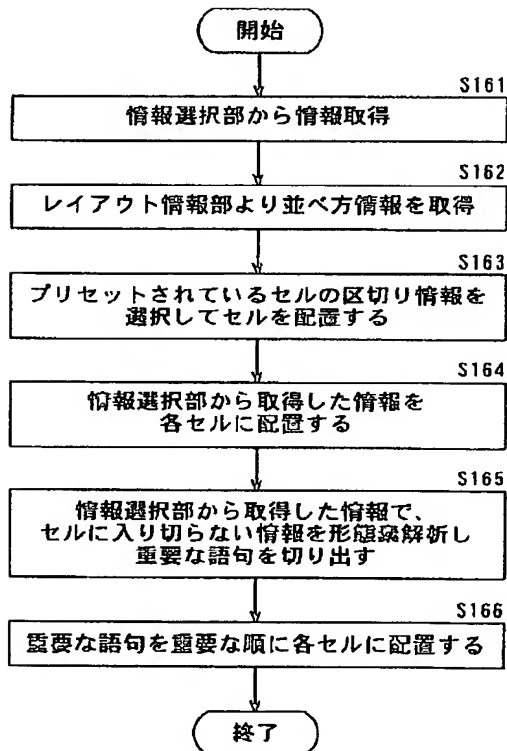 開始
S161
情報選択部から情報取得
S162
レイアウト情報部より並べ方情報を取得
S163
プリセットされているセルの区切り情報を
選択してセルを配置する
S164
情報選択部から取得した情報を
各セルに配置する
S165
情報選択部から取得した情報で、
セルに入り切らない情報を形態素解析し
重要な語句を切り出す
S166
重要な語句を重要な順に各セルに配置する
終了